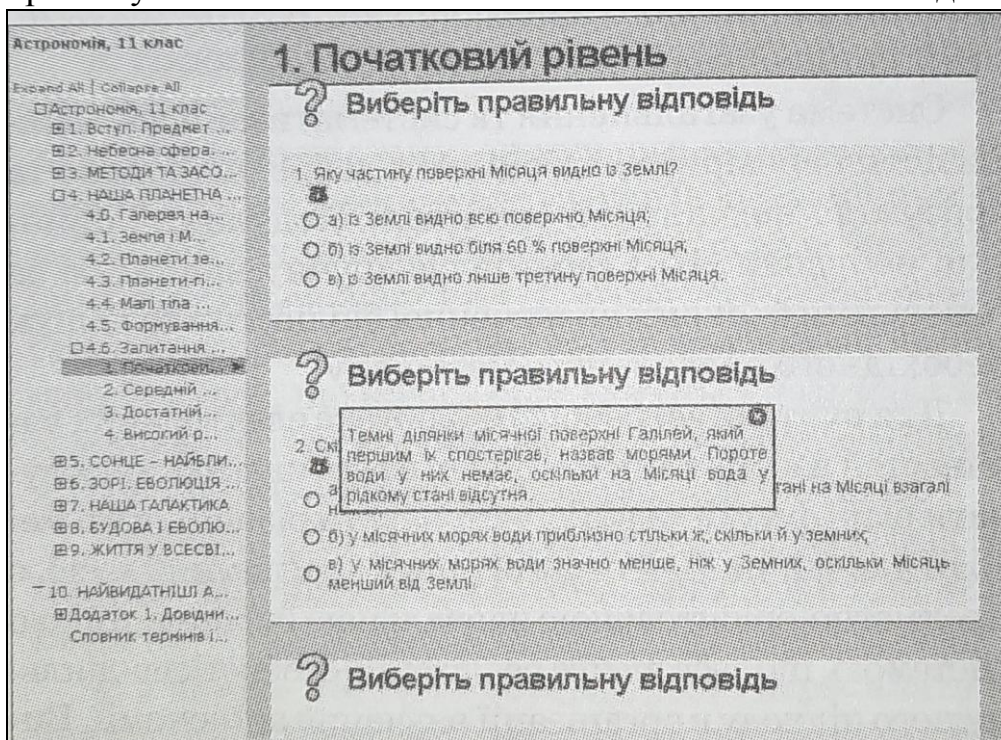 Астрономія, 11 клас
Expand All | Collapse All
Астрономія, 11 клас
1. Вступ. Предмет ...
2. Небесна сфера. ...
3. МЕТОДИ ТА ЗАСО...
4. НАША ПЛАНЕТНА ...
4.0. Галерея на...
4.1. Земля і М...
4.2. Планети зе...
4.3. Планети-гі...
4.4. Малі тіла ...
4.5. Формування...
4.6. Запитання ...
1. Початкови...
2. Середній ...
3. Достатній...
4. Високий р...
5. СОНЦЕ – НАЙБЛИ...
6. ЗОРІ. ЕВОЛЮЦІЯ ...
7. НАША ГАЛАКТИКА
8. БУДОВА І ЕВОЛЮ...
9. ЖИТТЯ У ВСЕСВІ...
10. НАЙВИДАТНІШІ А...
Додаток 1. Довідни...
Словник термінів і...
1. Початковий рівень
Виберіть правильну відповідь
1. Яку частину поверхні Місяця видно із Землі?
а) із Землі видно всю поверхню Місяця;
б) із Землі видно біля 60 % поверхні Місяця;
в) із Землі видно лише третину поверхні Місяця.
Виберіть правильну відповідь
2. Скі
Темні ділянки місячної поверхні Галілей, який
першим їх спостерігав, назвав морями. Пороте
води у них немає, оскільки на Місяці вода у
рідкому стані відсутня.
а
тані на Місяці взагалі
б) у місячних морях води приблизно стільки ж, скільки й у земних;
в) у місячних морях води значно менше, ніж у Земних, оскільки Місяць
менший від Землі.
Виберіть правильну відповідь